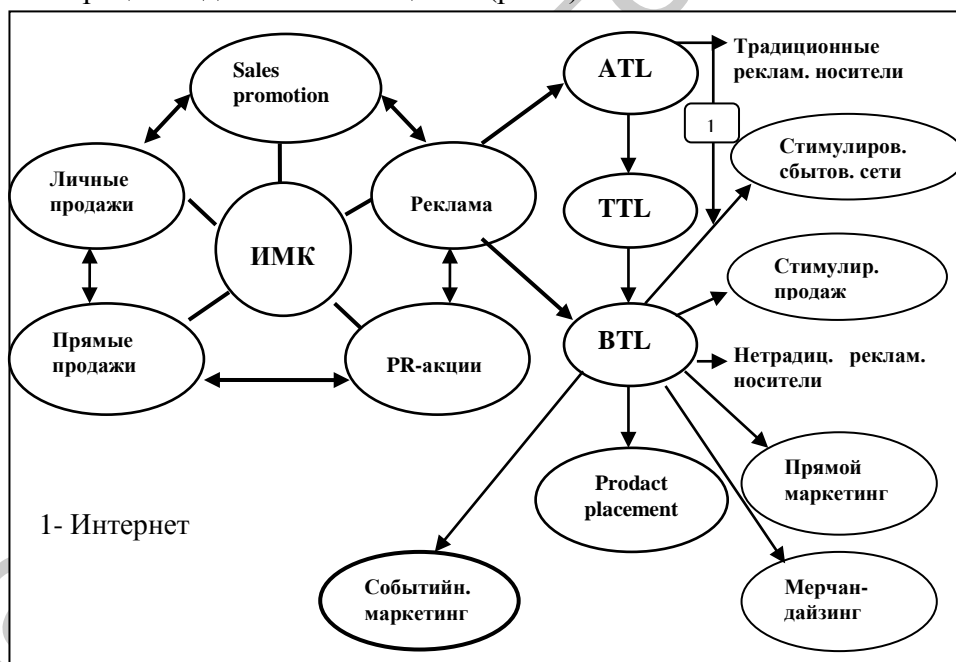 Sales
promotion
ATL
Традиционные
реклам. носители
1
Стимулиров.
сбытов. сети
Личные
продажи
Реклама
TTL
ИМК
Стимулир.
продаж
Прямые
продажи
PR-акции
BTL
Нетрадиц. реклам.
носители
Prodact
placement
Прямой
маркетинг
1- Интернет
Событийн.
маркетинг
Мерчан-
дайзинг